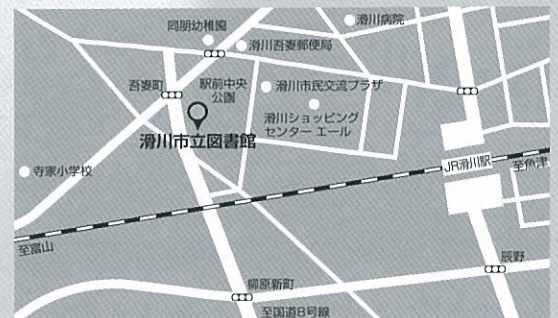 同朋幼稚園
滑川病院
滑川吾妻郵便局
吾妻町
駅前中央
公園
滑川市民交流プラザ
滑川ショッピング
センター エール
滑川市立図書館
JR滑川駅
至魚津
寺家小学校
至富山
辰野
柳原新町
至国道8号線